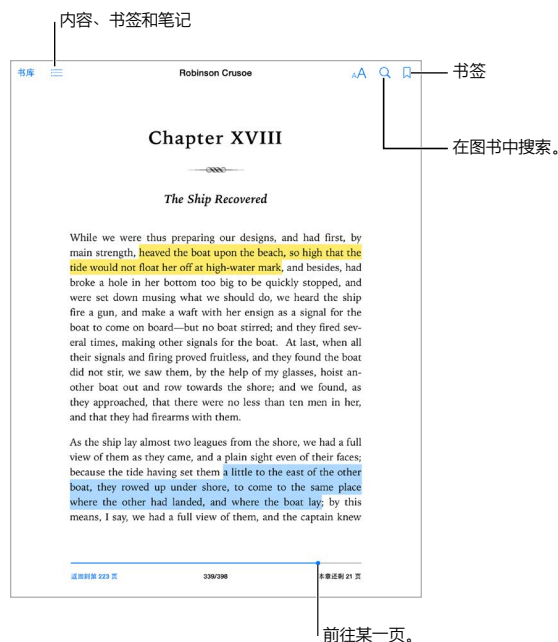 内容、书签和笔记
书库
Robinson Crusoe
AA
书签
在图书中搜索。
Chapter XVIII
The Ship Recovered
While we were thus preparing our designs, and had first, by
main strength, heaved the boat upon the beach, so high that the
tide would not float her off at high-water mark, and besides, had
broke a hole in her bottom too big to be quickly stopped, and
were set down musing what we should do, we heard the ship
fire a gun, and make a waft with her ensign as a signal for the
boat to come on board—but no boat stirred; and they fired sev-
eral times, making other signals for the boat. At last, when all
their signals and firing proved fruitless, and they found the boat
did not stir, we saw them, by the help of my glasses, hoist an-
other boat out and row towards the shore; and we found, as
they approached, that there were no less than ten men in her,
and that they had firearms with them.
As the ship lay almost two leagues from the shore, we had a full
view of them as they came, and a plain sight even of their faces;
because the tide having set them a little to the east of the other
boat, they rowed up under shore, to come to the same place
where the other had landed, and where the boat lay; by this
means, I say, we had a full view of them, and the captain knew
返回到第 223 页
339/398
本章还剩 21 页
前往某一页。